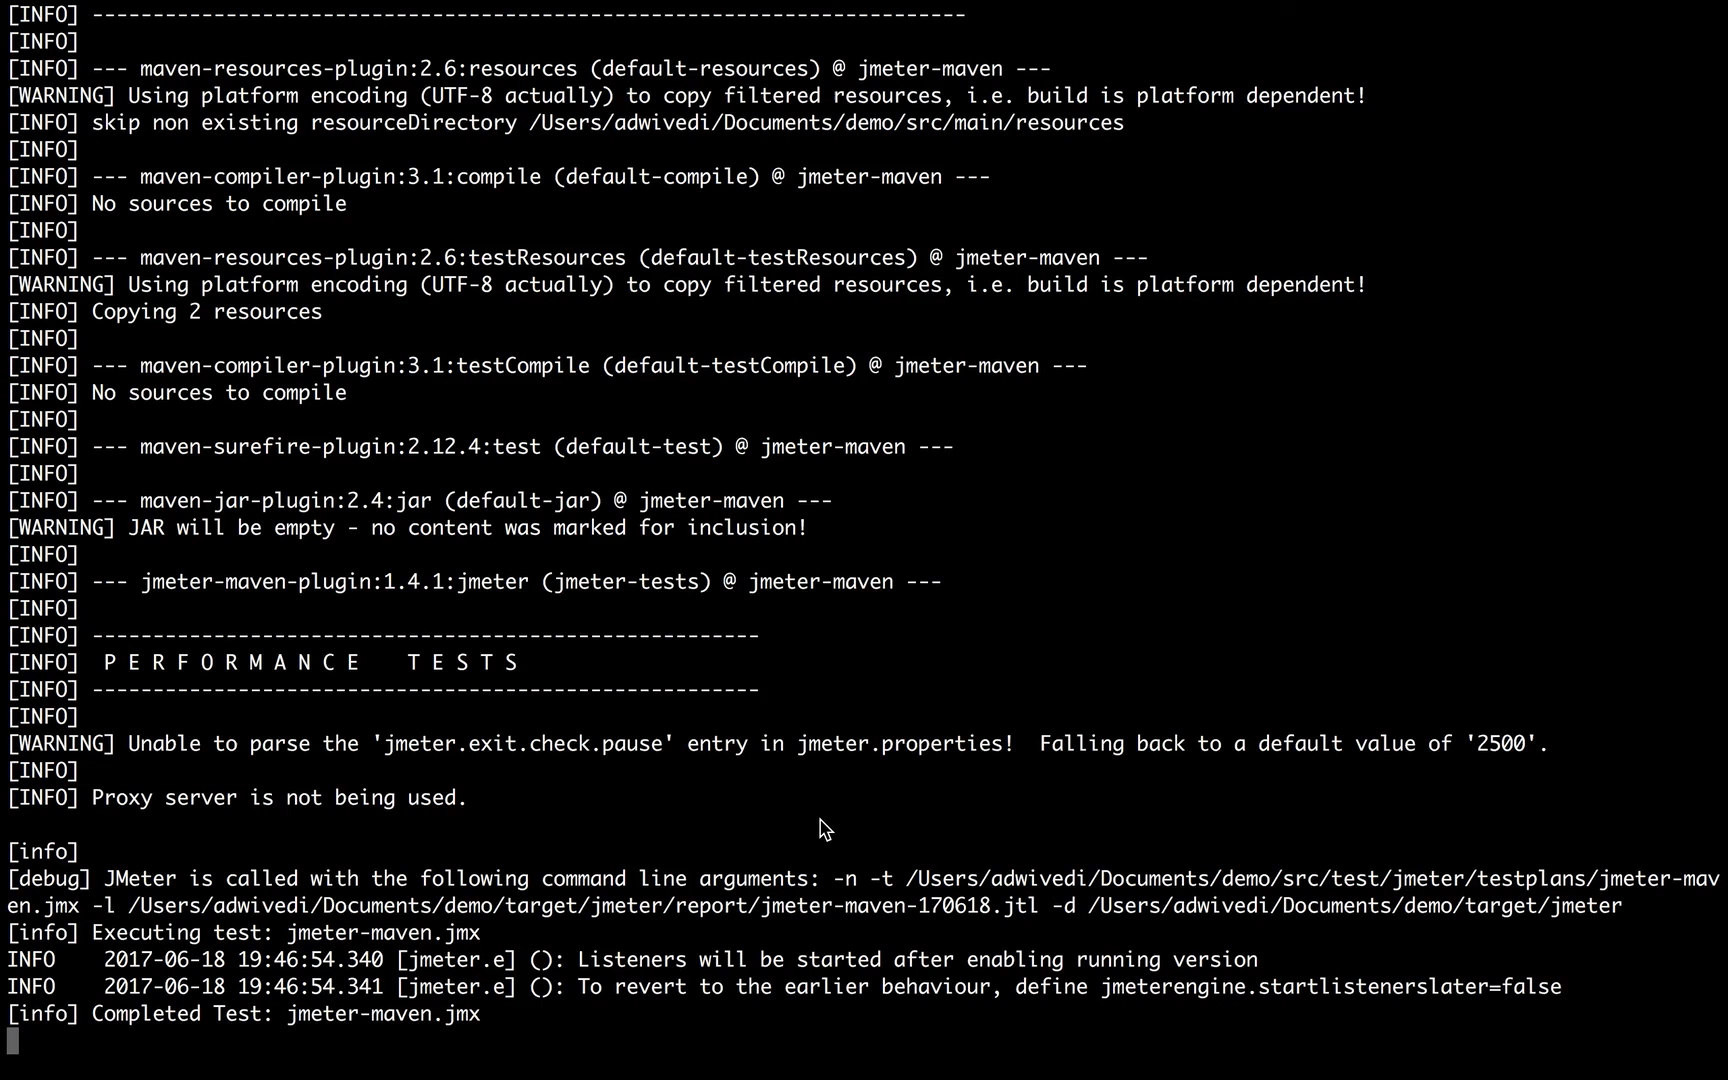 [INFO] ------------------------------------------------------------------------
[INFO]
[INFO] --- maven-resources-plugin:2.6:resources (default-resources) @ jmeter-maven ---
[WARNING] Using platform encoding (UTF-8 actually) to copy filtered resources, i.e. build is platform dependent!
[INFO] skip non existing resourceDirectory /Users/adwivedi/Documents/demo/src/main/resources
[INFO]
[INFO] --- maven-compiler-plugin:3.1:compile (default-compile) @ jmeter-maven ---
[INFO] No sources to compile
[INFO]
[INFO] --- maven-resources-plugin:2.6:testResources (default-testResources) @ jmeter-maven ---
[WARNING] Using platform encoding (UTF-8 actually) to copy filtered resources, i.e. build is platform dependent!
[INFO] Copying 2 resources
[INFO]
[INFO] --- maven-compiler-plugin:3.1:testCompile (default-testCompile) @ jmeter-maven ---
[INFO] No sources to compile
[INFO]
[INFO] --- maven-surefire-plugin:2.12.4:test (default-test) @ jmeter-maven ---
[INFO]
[INFO] --- maven-jar-plugin:2.4:jar (default-jar) @ jmeter-maven ---
[WARNING] JAR will be empty - no content was marked for inclusion!
[INFO]
[INFO] --- jmeter-maven-plugin:1.4.1:jmeter (jmeter-tests) @ jmeter-maven ---
[INFO]
[INFO] -------------------------------------------------------
[INFO]  P E R F O R M A N C E    T E S T S
[INFO] -------------------------------------------------------
[INFO]
[WARNING] Unable to parse the 'jmeter.exit.check.pause' entry in jmeter.properties!  Falling back to a default value of '2500'.
[INFO]
[INFO] Proxy server is not being used.
[info]
[debug] JMeter is called with the following command line arguments: -n -t /Users/adwivedi/Documents/demo/src/test/jmeter/testplans/jmeter-mav
en.jmx -l /Users/adwivedi/Documents/demo/target/jmeter/report/jmeter-maven-170618.jtl -d /Users/adwivedi/Documents/demo/target/jmeter
[info] Executing test: jmeter-maven.jmx
INFO    2017-06-18 19:46:54.340 [jmeter.e] (): Listeners will be started after enabling running version
INFO    2017-06-18 19:46:54.341 [jmeter.e] (): To revert to the earlier behaviour, define jmeterengine.startlistenerslater=false
[info] Completed Test: jmeter-maven.jmx